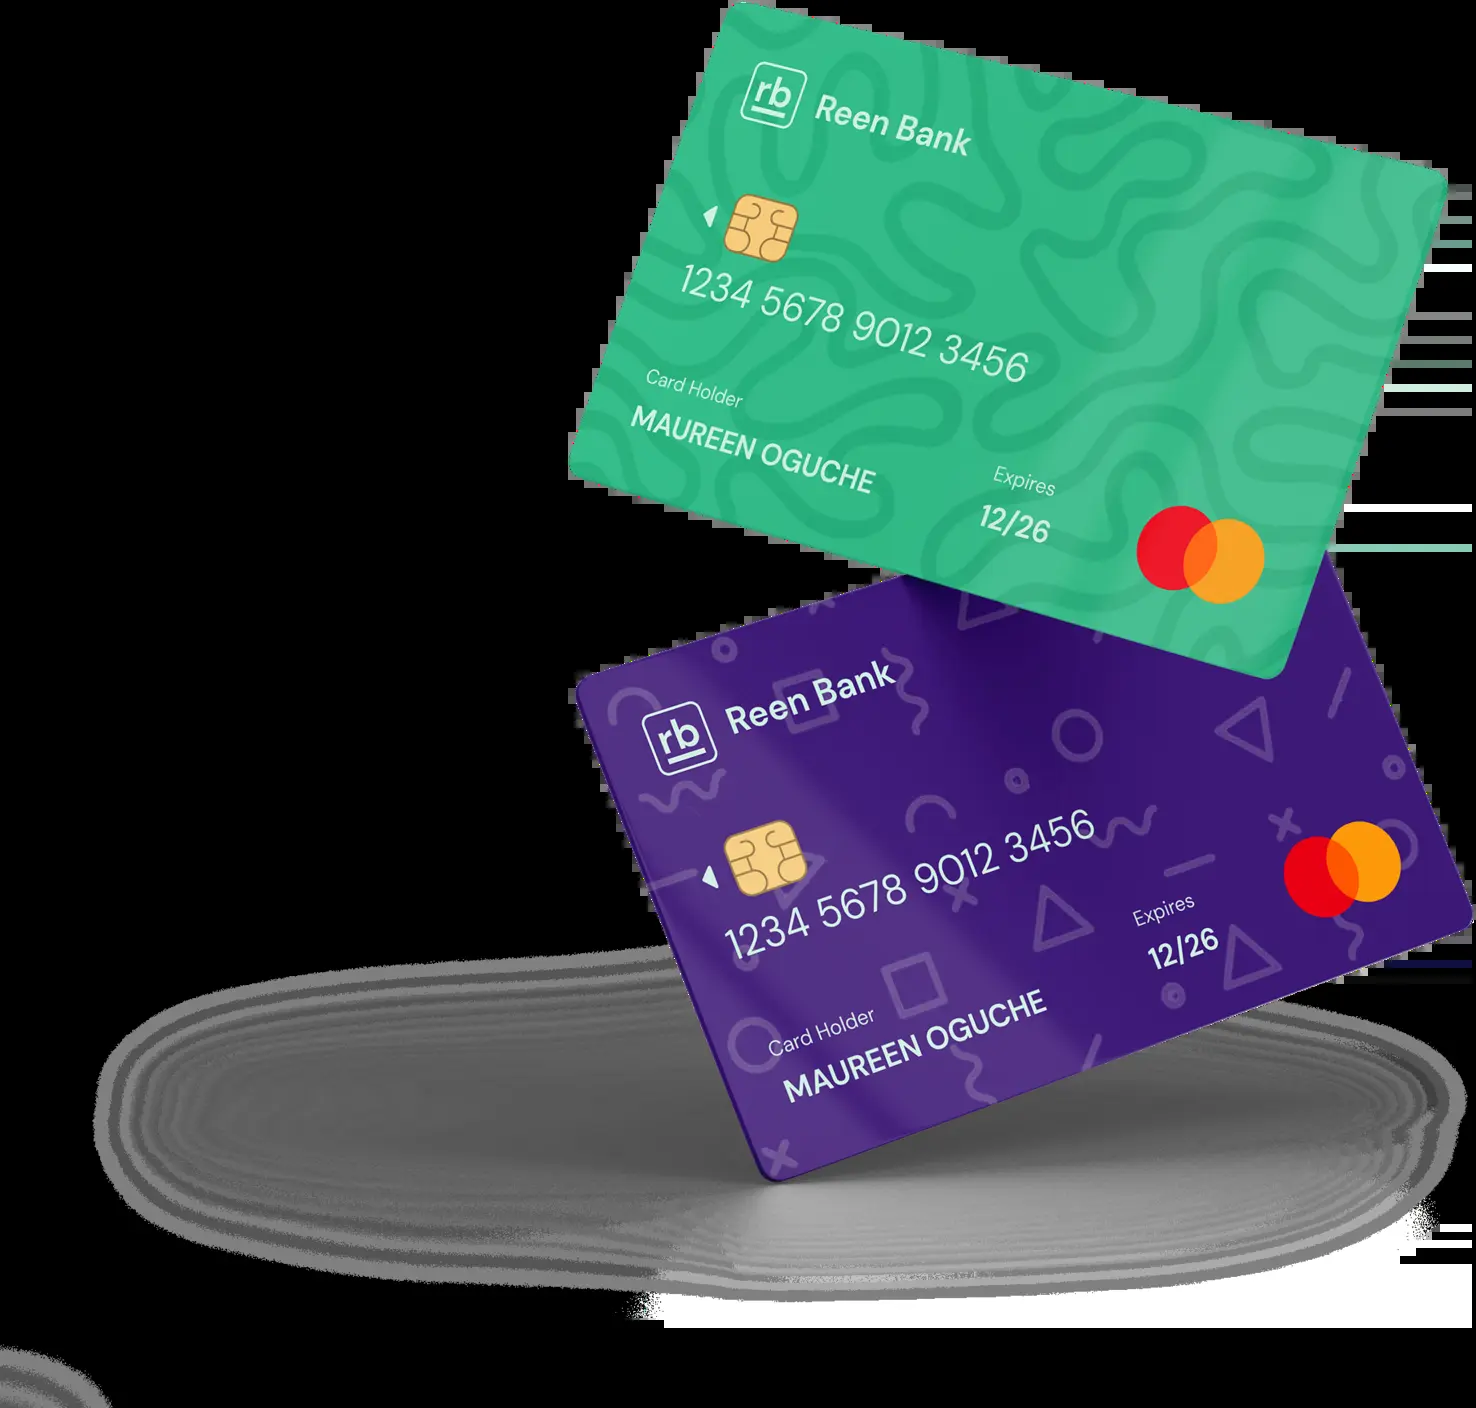 rb
Reen Bank
1234 5678 9012 3456
Card Holder
MAUREEN OGUCHE
Expires
12/26
rb
Reen Bank
1234 5678 9012 3456
Expires
12/26
Card Holder
MAUREEN OGUCHE